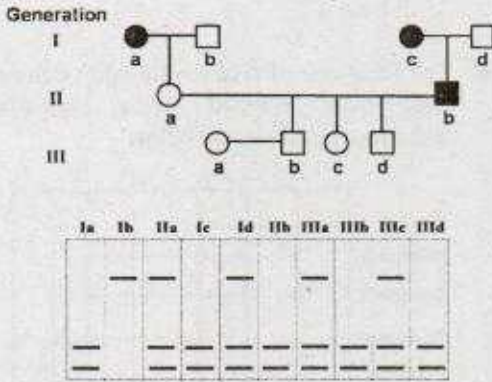 Generation
I
a b c d
II
a b
III
a b c d
Ia Ib IIa Ic Id IIb IIIa IIIb IIIc IIId